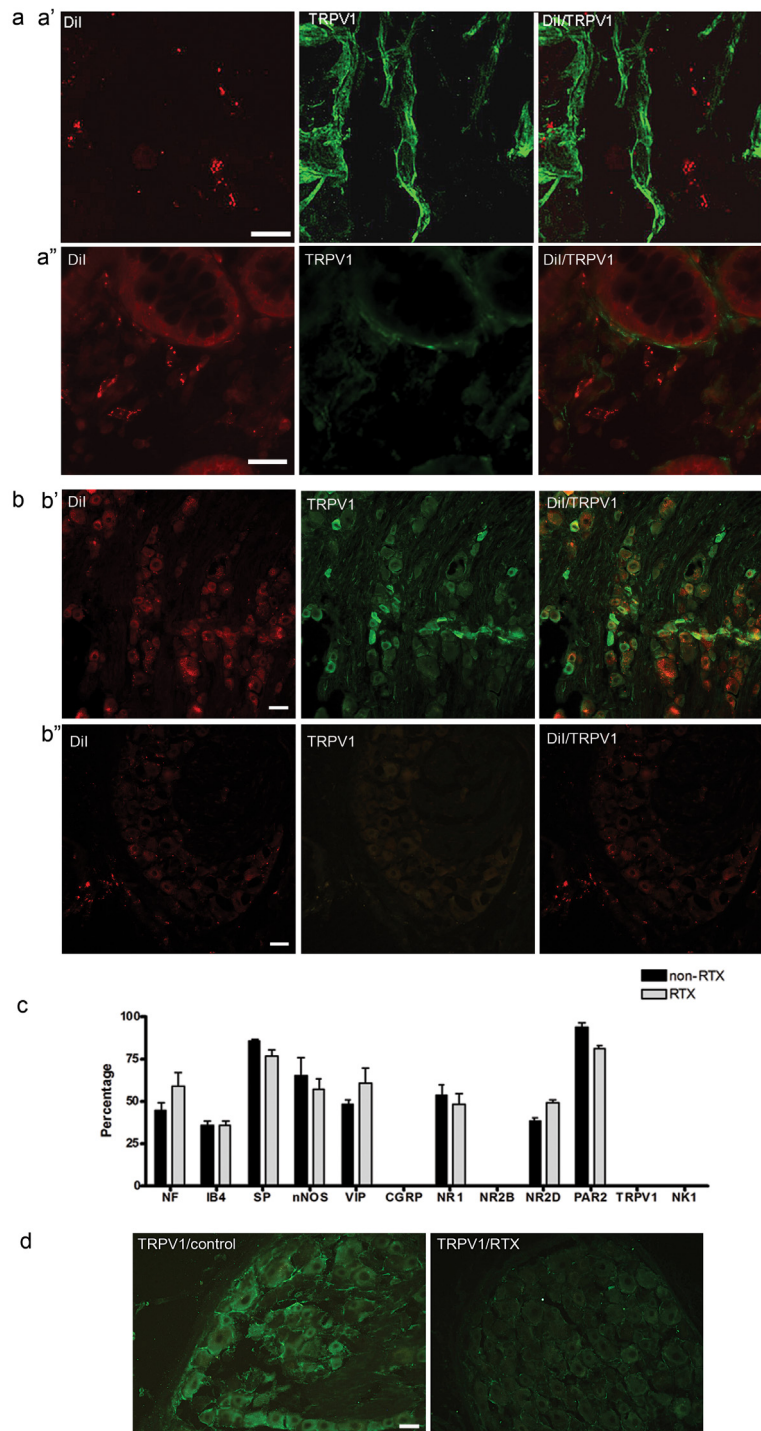 a a' DiI TRPV1 DiI/TRPV1
a" DiI TRPV1 DiI/TRPV1
b b' DiI TRPV1 DiI/TRPV1
b" DiI TRPV1 DiI/TRPV1
non-RTX
RTX
c
100
75
50
25
0
Percentage
NF IB4 SP nNOS VIP CGRP NR1 NR2B NR2D PAR2 TRPV1 NK1
d TRPV1/control TRPV1/RTX